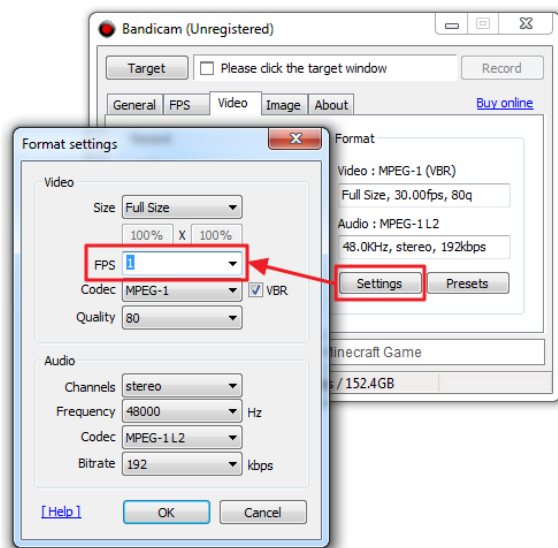 Bandicam (Unregistered)
Target
Please click the target window
Record
General
FPS
Video
Image
About
Buy online
Format
Video : MPEG-1 (VBR)
Full Size, 30.00fps, 80q
Audio : MPEG-1 L2
48.0KHz, stereo, 192kbps
Settings
Presets
Minecraft Game
/ 152.4GB
Format settings
Video
Size Full Size
100% X 100%
FPS 1
Codec MPEG-1 VBR
Quality 80
Audio
Channels stereo
Frequency 48000 Hz
Codec MPEG-1 L2
Bitrate 192 kbps
[ Help ]
OK
Cancel